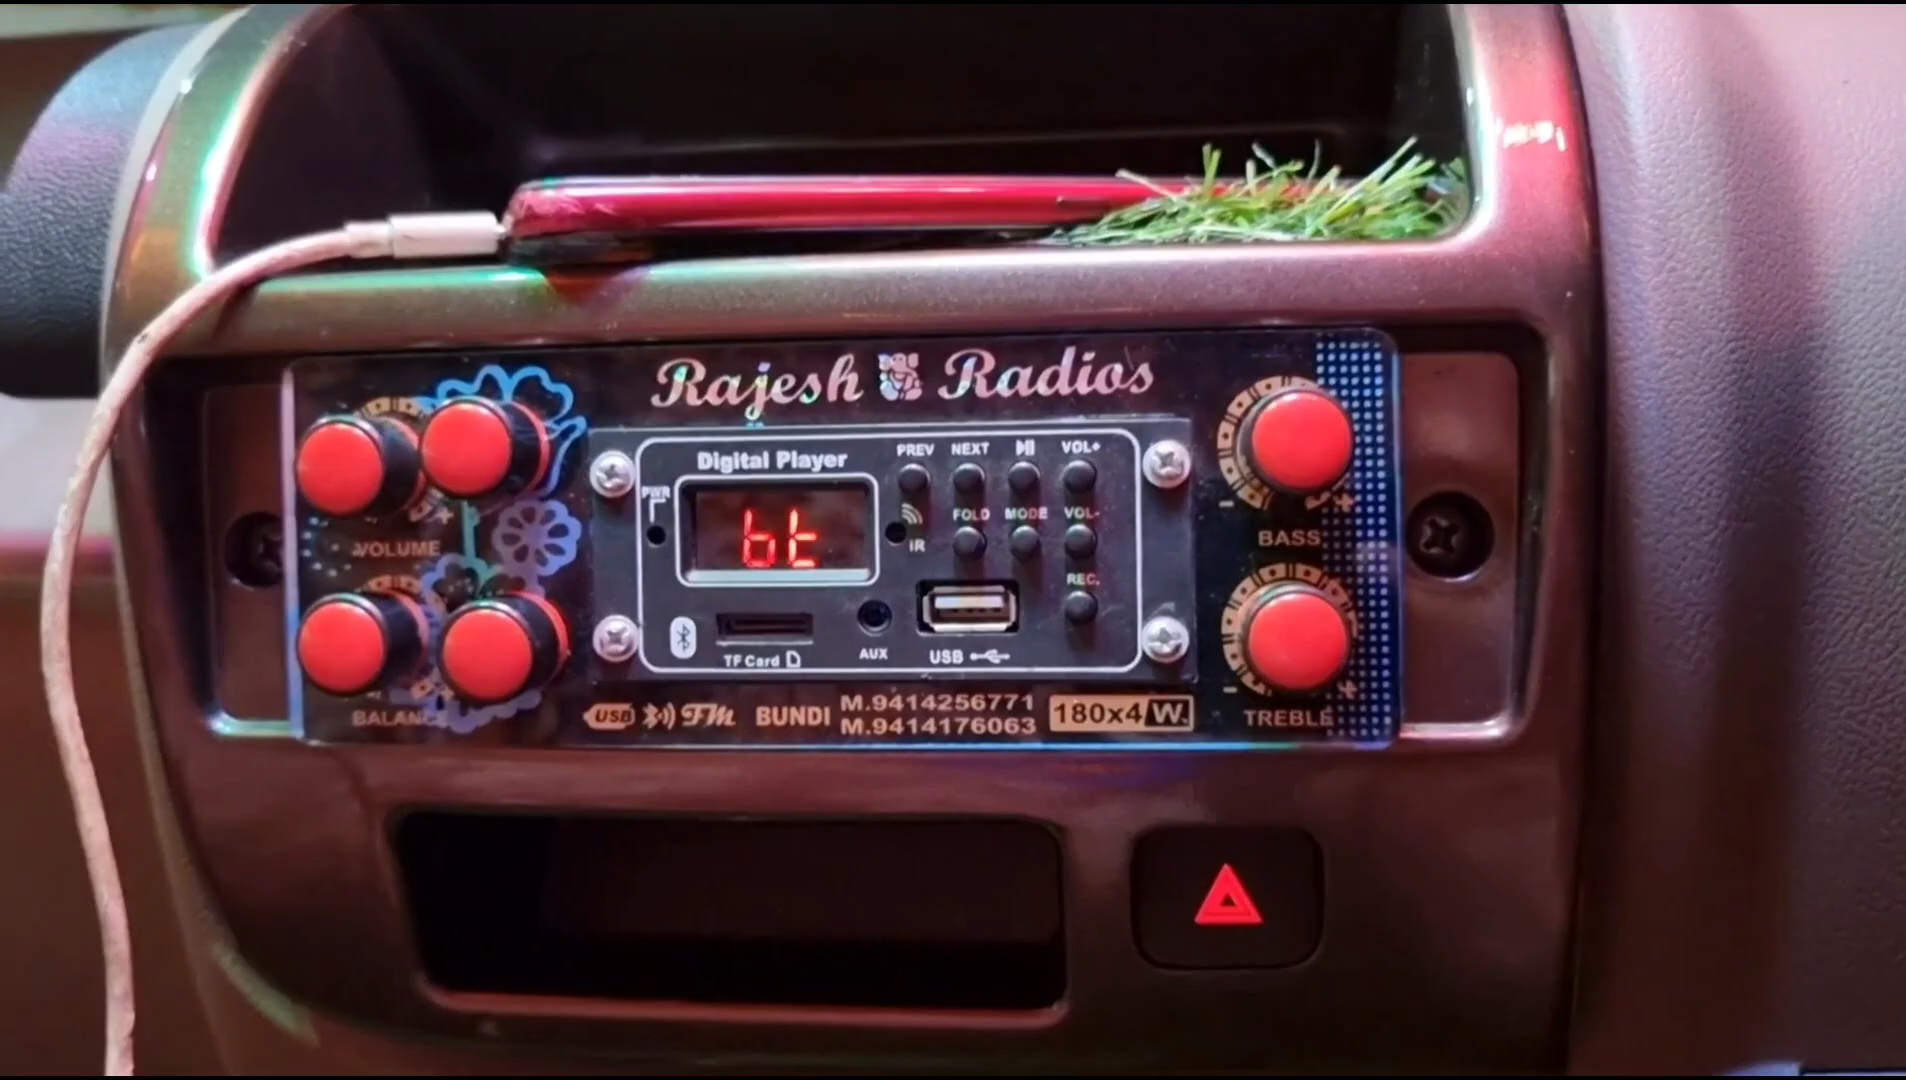 Rajesh Radios
Digital Player
PREV NEXT VOL+
PWR
FOLD MODE VOL-
IR
REC.
TF Card AUX USB
VOLUME
BALANCE
- +
BASS
- +
TREBLE
USB FM BUNDI M.9414256771
M.9414176063
180x4 W.
bt